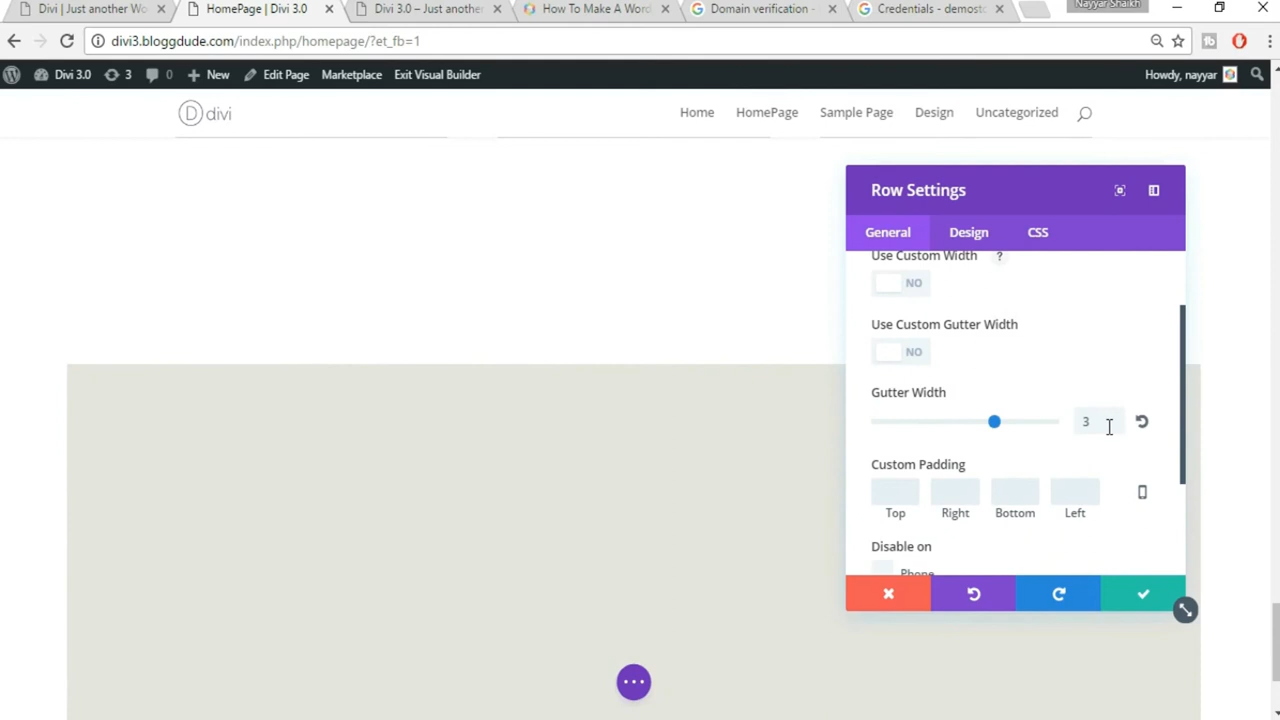 Divi | Just another Wo
HomePage | Divi 3.0
Divi 3.0 – Just another
How To Make A Word
Domain verification -
Credentials - demosto
Nayyar Shaikh
divi3.bloggdude.com/index.php/homepage/?et_fb=1
Divi 3.0
3
0
New
Edit Page
Marketplace
Exit Visual Builder
Howdy, nayyar
D divi
Home
HomePage
Sample Page
Design
Uncategorized
Row Settings
General
Design
CSS
Use Custom Width ?
NO
Use Custom Gutter Width
NO
Gutter Width
3
Custom Padding
Top
Right
Bottom
Left
Disable on
Phone